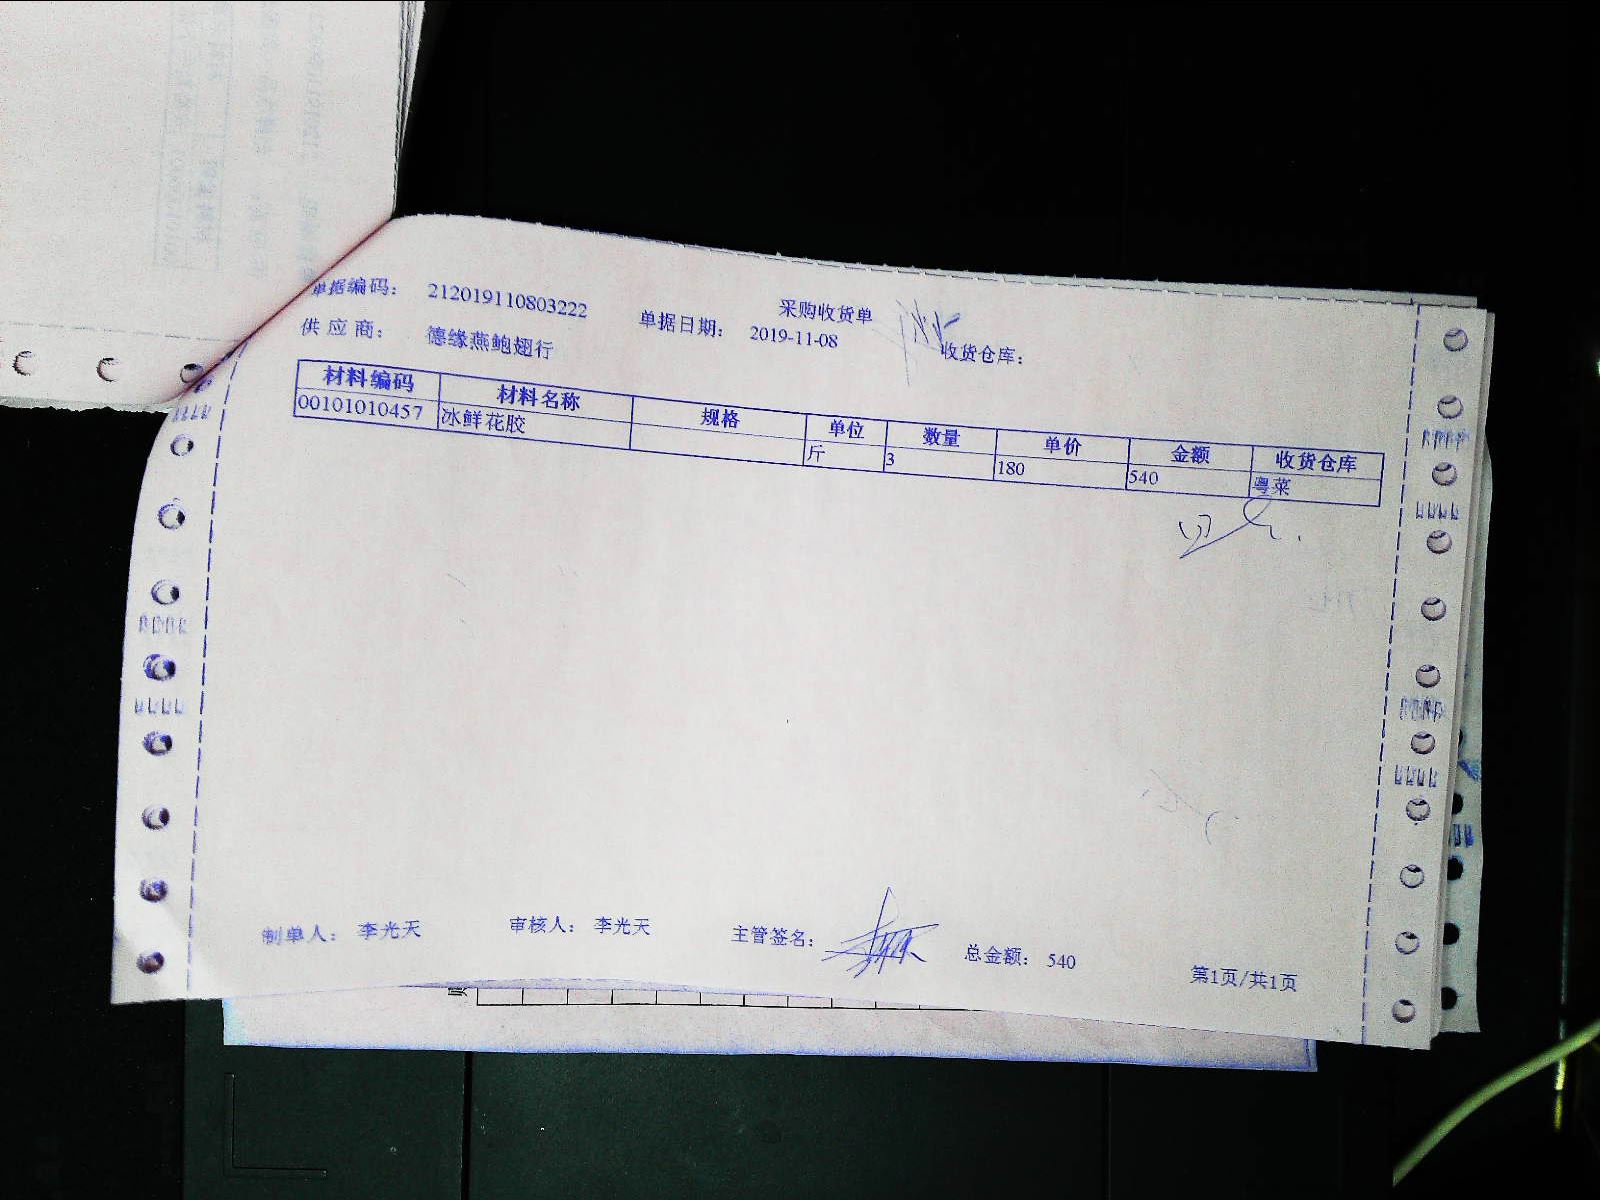 采购收货单
单据编码： 212019110803222 单据日期： 2019-11-08 收货仓库：
供应商： 德缘燕鲍翅行
材料编码 材料名称 规格 单位 数量 单价 金额 收货仓库
00101010457 冰鲜花胶 斤 3 180 540 粤菜
制单人： 李光天 审核人： 李光天 主管签名： 总金额： 540
第1页/共1页